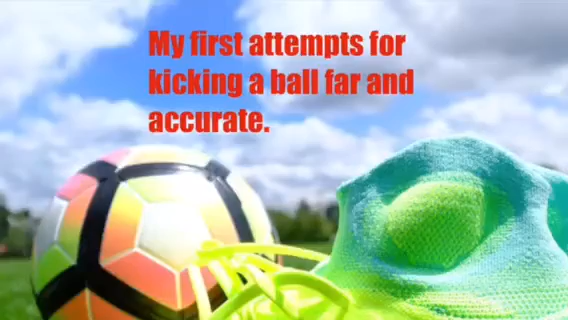 My first attempts for
kicking a ball far and
accurate.